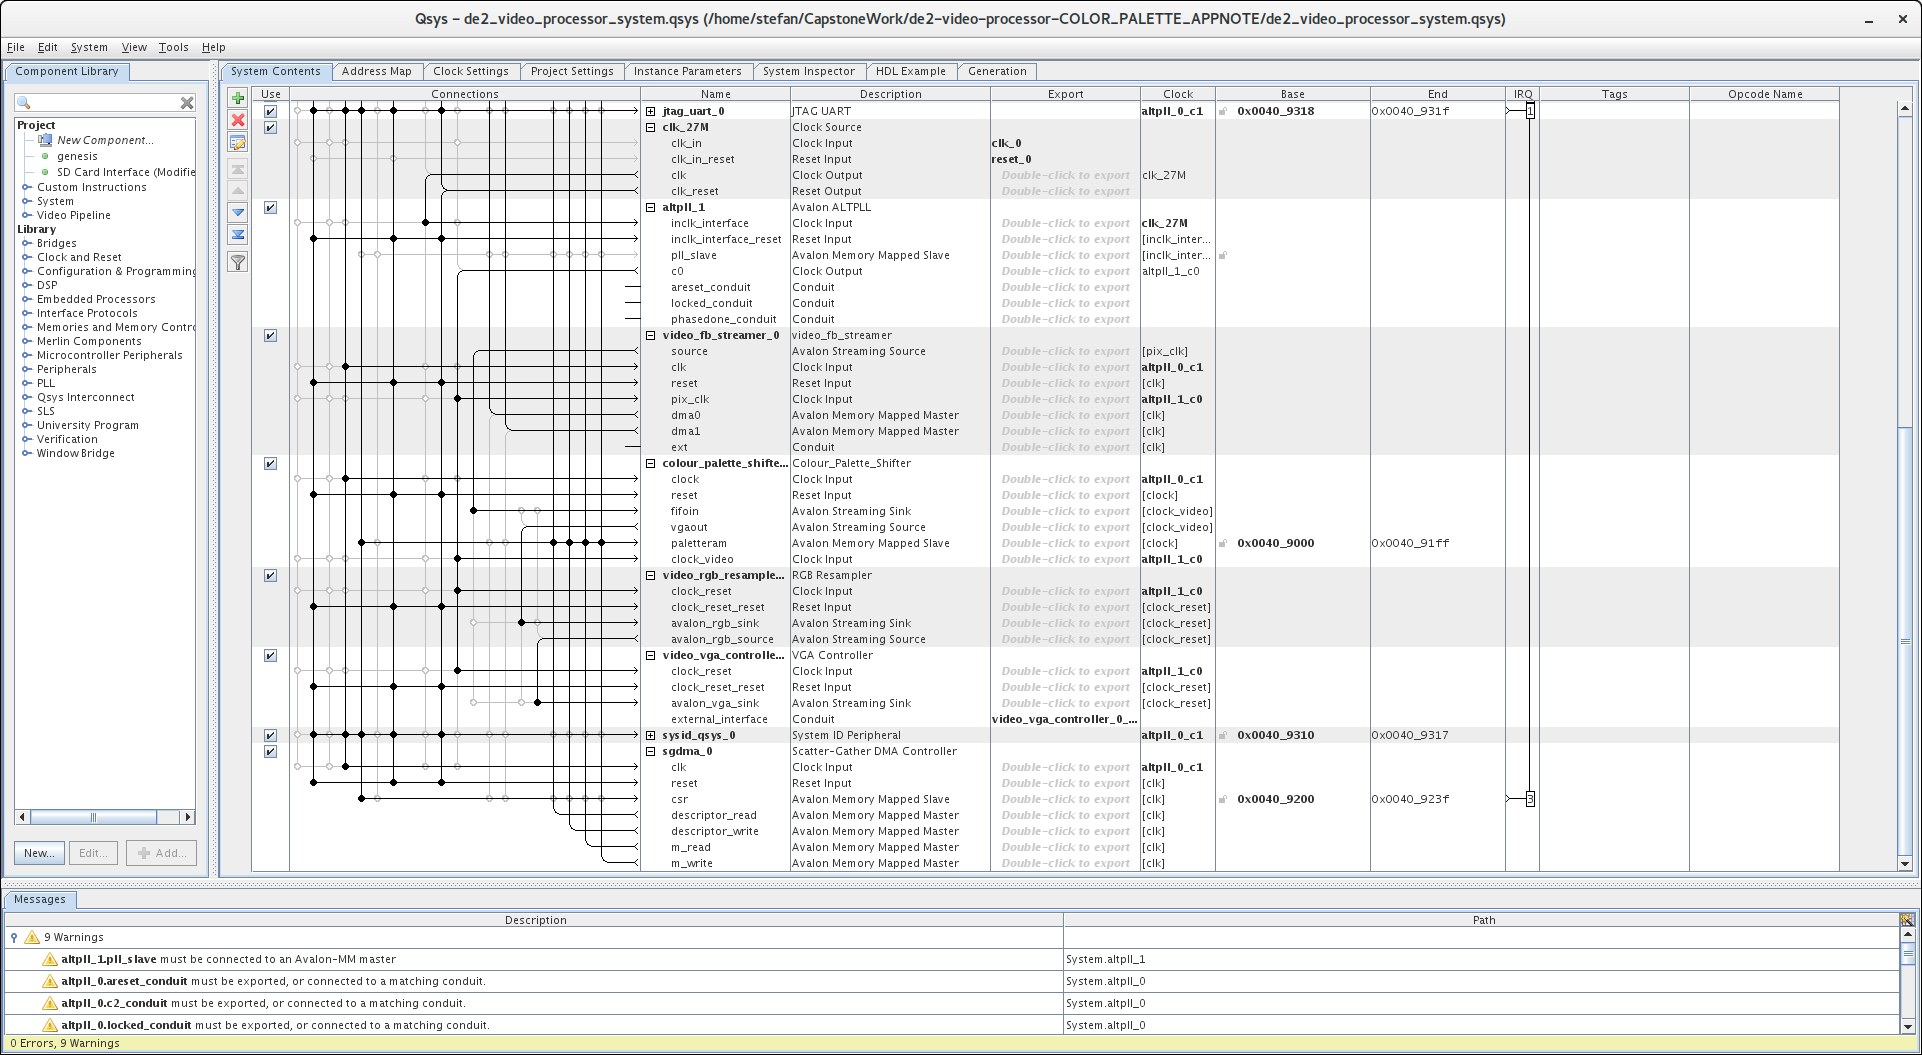 Qsys - de2_video_processor_system.qsys (/home/stefan/CapstoneWork/de2-video-processor-COLOR_PALETTE_APPNOTE/de2_video_processor_system.qsys)
File Edit System View Tools Help
Component Library
Project
New Component...
genesis
SD Card Interface (Modifie
Custom Instructions
System
Video Pipeline
Library
Bridges
Clock and Reset
Configuration & Programming
DSP
Embedded Processors
Interface Protocols
Memories and Memory Contro
Merlin Components
Microcontroller Peripherals
Peripherals
PLL
Qsys Interconnect
SLS
University Program
Verification
Window Bridge
New... Edit... Add...
System Contents Address Map Clock Settings Project Settings Instance Parameters System Inspector HDL Example Generation
Use Connections Name Description Export Clock Base End IRQ Tags Opcode Name
jtag_uart_0 JTAG UART altpll_0_c1 0x0040_9318 0x0040_931f 1
clk_27M Clock Source
clk_in Clock Input clk_0
clk_in_reset Reset Input reset_0
clk Clock Output Double-click to export clk_27M
clk_reset Reset Output Double-click to export
altpll_1 Avalon ALTPLL
inclk_interface Clock Input Double-click to export clk_27M
inclk_interface_reset Reset Input Double-click to export [inclk_inter...
pll_slave Avalon Memory Mapped Slave Double-click to export [inclk_inter...
c0 Clock Output Double-click to export altpll_1_c0
areset_conduit Conduit Double-click to export
locked_conduit Conduit Double-click to export
phasedone_conduit Conduit Double-click to export
video_fb_streamer_0 video_fb_streamer
source Avalon Streaming Source Double-click to export [pix_clk]
clk Clock Input Double-click to export altpll_0_c1
reset Reset Input Double-click to export [clk]
pix_clk Clock Input Double-click to export altpll_1_c0
dma0 Avalon Memory Mapped Master Double-click to export [clk]
dma1 Avalon Memory Mapped Master Double-click to export [clk]
ext Conduit Double-click to export [clk]
colour_palette_shifte... Colour_Palette_Shifter
clock Clock Input Double-click to export altpll_0_c1
reset Reset Input Double-click to export [clock]
fifoin Avalon Streaming Sink Double-click to export [clock_video]
vgaout Avalon Streaming Source Double-click to export [clock_video]
paletteram Avalon Memory Mapped Slave Double-click to export [clock] 0x0040_9000 0x0040_91ff
clock_video Clock Input Double-click to export altpll_1_c0
video_rgb_resample... RGB Resampler
clock_reset Clock Input Double-click to export altpll_1_c0
clock_reset_reset Reset Input Double-click to export [clock_reset]
avalon_rgb_sink Avalon Streaming Sink Double-click to export [clock_reset]
avalon_rgb_source Avalon Streaming Source Double-click to export [clock_reset]
video_vga_controlle... VGA Controller
clock_reset Clock Input Double-click to export altpll_1_c0
clock_reset_reset Reset Input Double-click to export [clock_reset]
avalon_vga_sink Avalon Streaming Sink Double-click to export [clock_reset]
external_interface Conduit video_vga_controller_0_...
sysid_qsys_0 System ID Peripheral altpll_0_c1 0x0040_9310 0x0040_9317
sgdma_0 Scatter-Gather DMA Controller
clk Clock Input Double-click to export altpll_0_c1
reset Reset Input Double-click to export [clk]
csr Avalon Memory Mapped Slave Double-click to export [clk] 0x0040_9200 0x0040_923f 3
descriptor_read Avalon Memory Mapped Master Double-click to export [clk]
descriptor_write Avalon Memory Mapped Master Double-click to export [clk]
m_read Avalon Memory Mapped Master Double-click to export [clk]
m_write Avalon Memory Mapped Master Double-click to export [clk]
Messages
Description Path
9 Warnings
altpll_1.pll_slave must be connected to an Avalon-MM master System.altpll_1
altpll_0.areset_conduit must be exported, or connected to a matching conduit. System.altpll_0
altpll_0.c2_conduit must be exported, or connected to a matching conduit. System.altpll_0
altpll_0.locked_conduit must be exported, or connected to a matching conduit. System.altpll_0
0 Errors, 9 Warnings